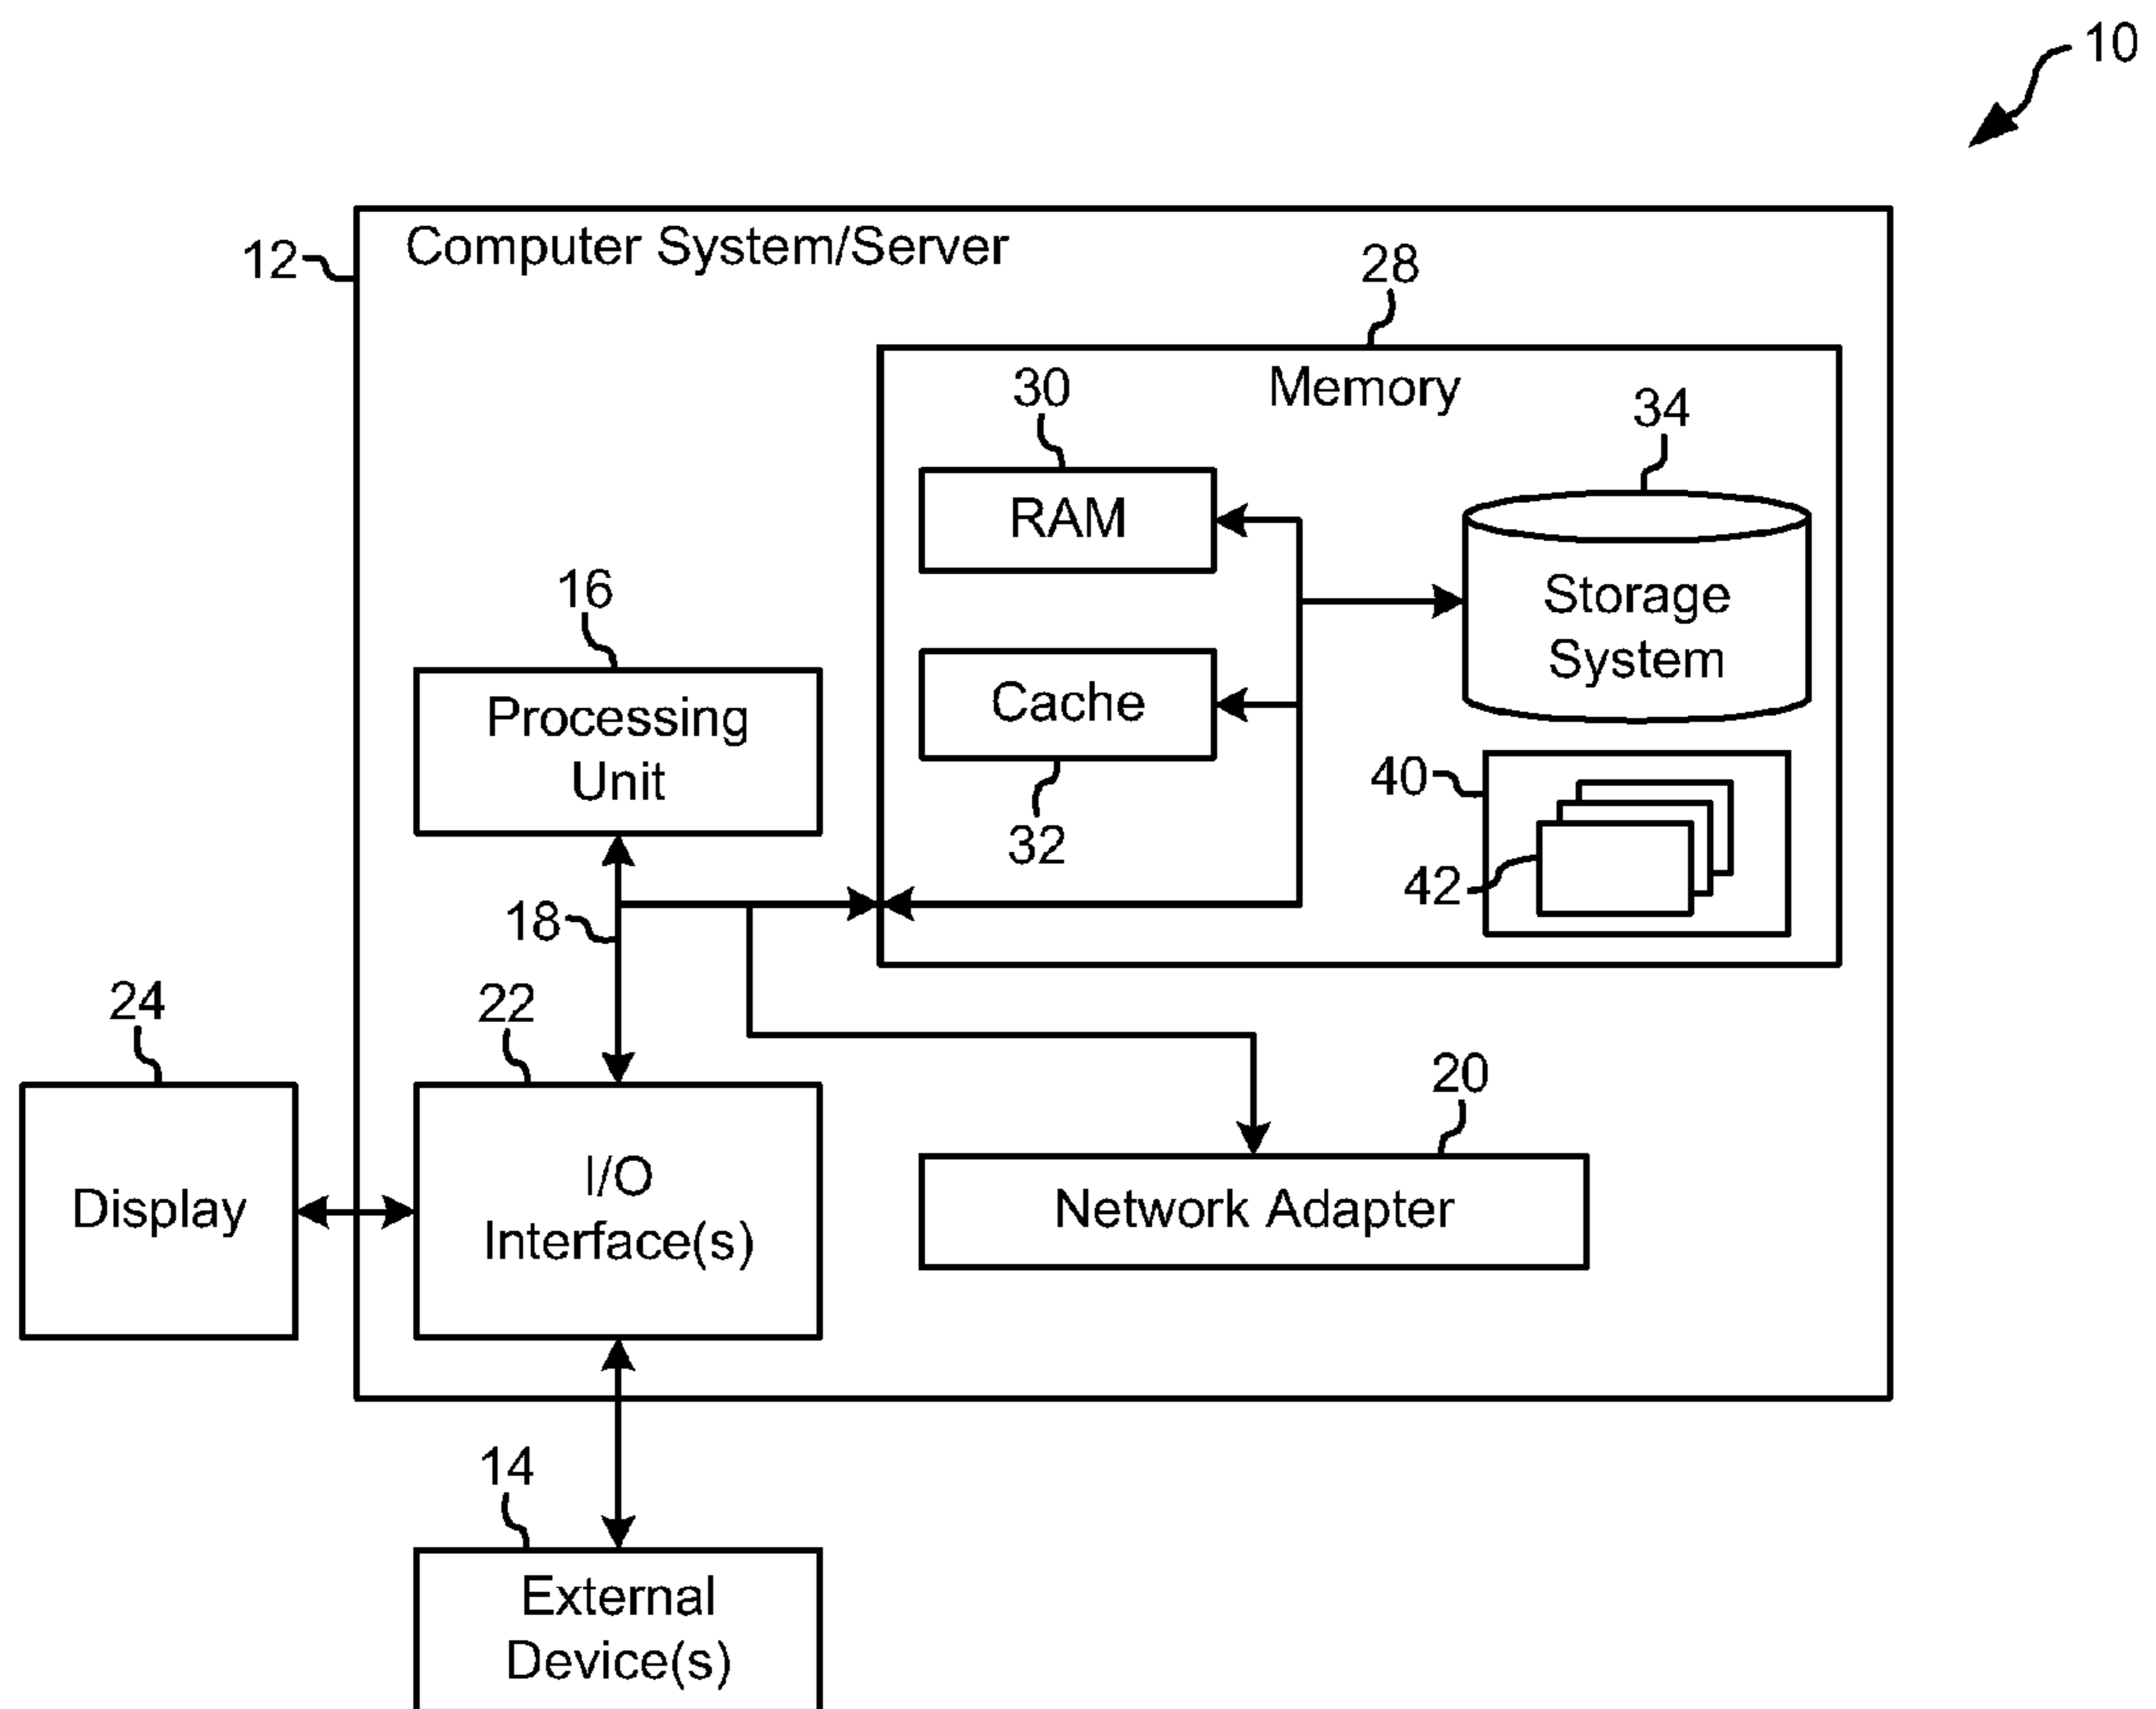 10
12
Computer System/Server
28
Memory
30
RAM
34
Storage
System
16
Processing
Unit
Cache
32
40
42
18
24
Display
22
I/O
Interface(s)
20
Network Adapter
14
External
Device(s)